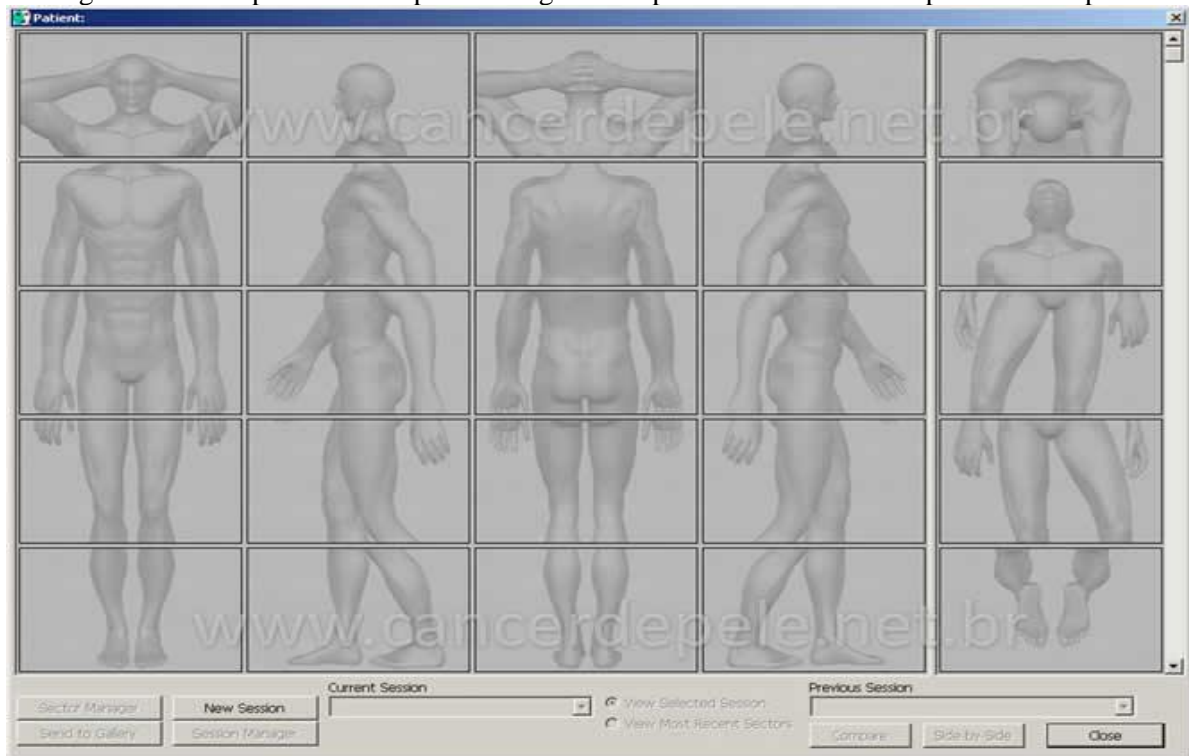 Patient:
www.cancerdepele.net.br
www.cancerdepele.net.br
Current Session
Previous Session
Sector Manager
New Session
View Selected Session
Send to Gallery
Session Manager
View Most Recent Sectors
Compare
Side-by-Side
Close